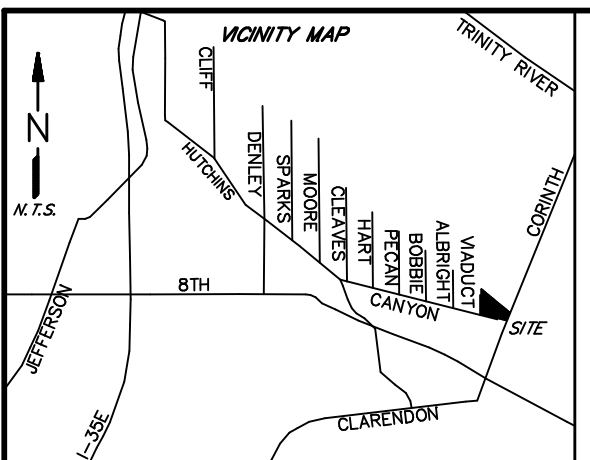 VICINITY MAP
TRINITY RIVER
CLIFF
N
N.T.S.
HUTCHINS
DENLEY
SPARKS
MOORE
CLEAVES
HART
PECAN
BOBBIE
ALBRIGHT
VIADUCT
CORINTH
8TH
CANYON
SITE
JEFFERSON
CLARENDON
I-35E